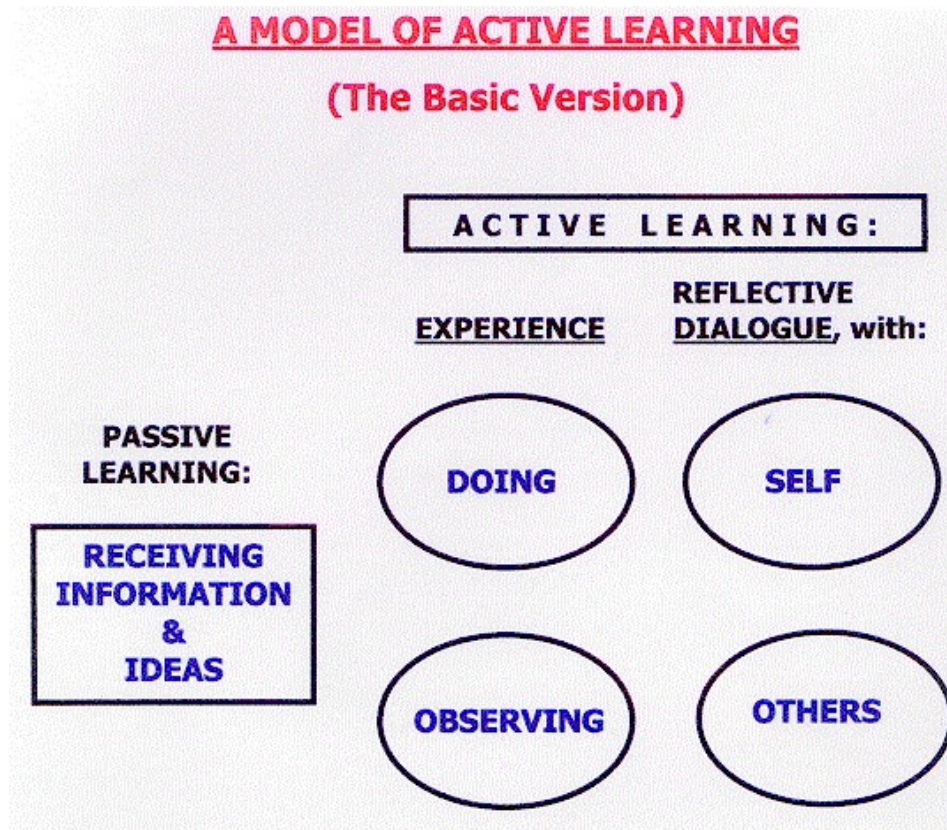 A MODEL OF ACTIVE LEARNING
(The Basic Version)
ACTIVE LEARNING:
EXPERIENCE
REFLECTIVE
DIALOGUE, with:
PASSIVE
LEARNING:
DOING
SELF
RECEIVING
INFORMATION
&
IDEAS
OBSERVING
OTHERS